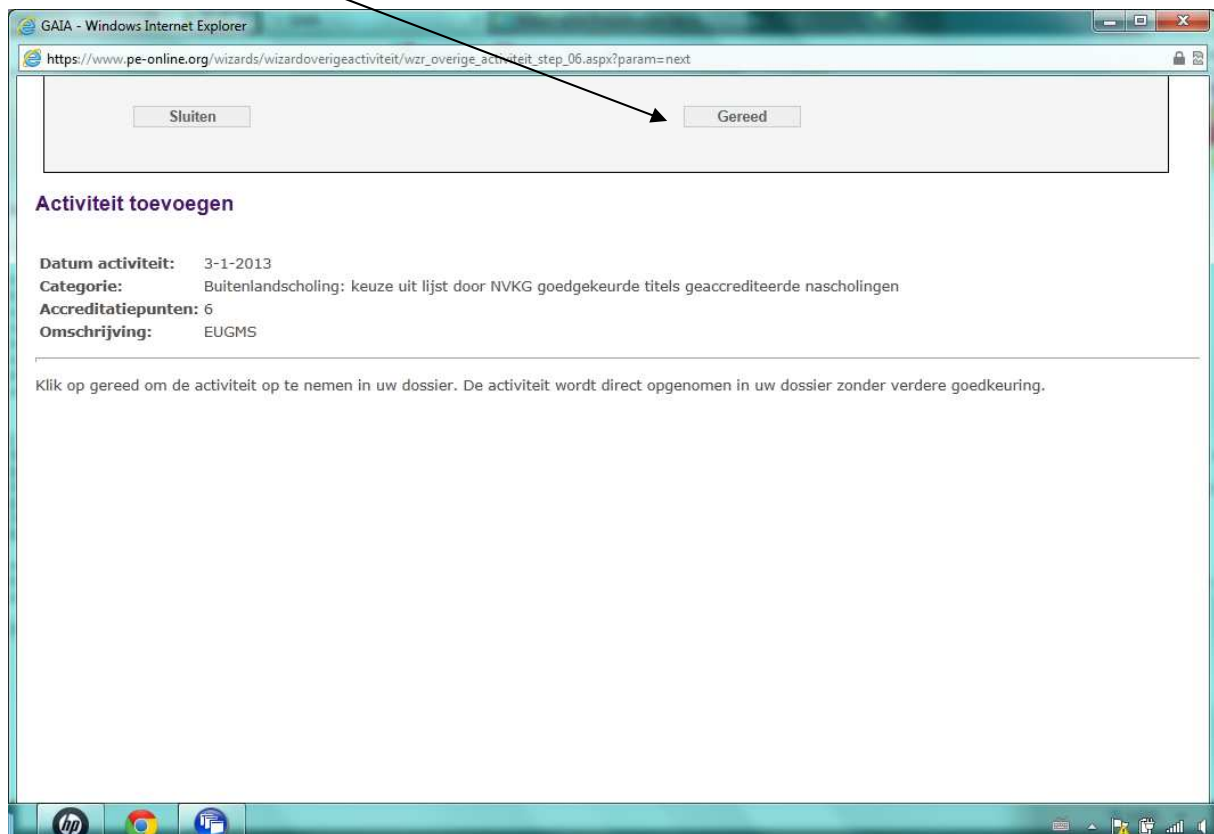 GAIA - Windows Internet Explorer
https://www.pe-online.org/wizards/wizardoverigeactiviteit/wzr_overige_activiteit_step_06.aspx?param=next
Sluiten Gereed
Activiteit toevoegen
Datum activiteit: 3-1-2013
Categorie: Buitenlandscholing: keuze uit lijst door NVKG goedgekeurde titels geaccrediteerde nascholingen
Accreditatiepunten: 6
Omschrijving: EUGMS
Klik op gereed om de activiteit op te nemen in uw dossier. De activiteit wordt direct opgenomen in uw dossier zonder verdere goedkeuring.
hp